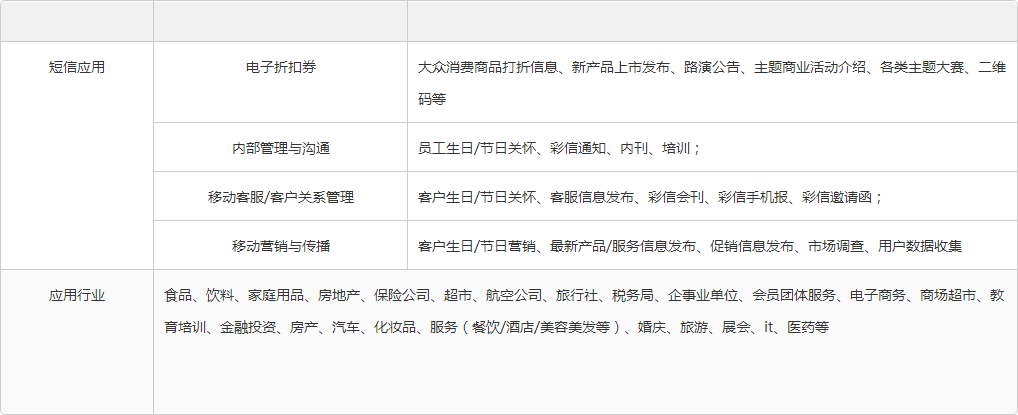 短信应用
电子折扣券
大众消费商品打折信息、新产品上市发布、路演公告、主题商业活动介绍、各类主题大赛、二维
码等
内部管理与沟通
员工生日/节日关怀、彩信通知、内刊、培训；
移动客服/客户关系管理
客户生日/节日关怀、客服信息发布、彩信会刊、彩信手机报、彩信邀请函；
移动营销与传播
客户生日/节日营销、最新产品/服务信息发布、促销信息发布、市场调查、用户数据收集
应用行业
食品、饮料、家庭用品、房地产、保险公司、超市、航空公司、旅行社、税务局、企事业单位、会员团体服务、电子商务、商场超市、教
育培训、金融投资、房产、汽车、化妆品、服务（餐饮/酒店/美容美发等）、婚庆、旅游、展会、it、医药等